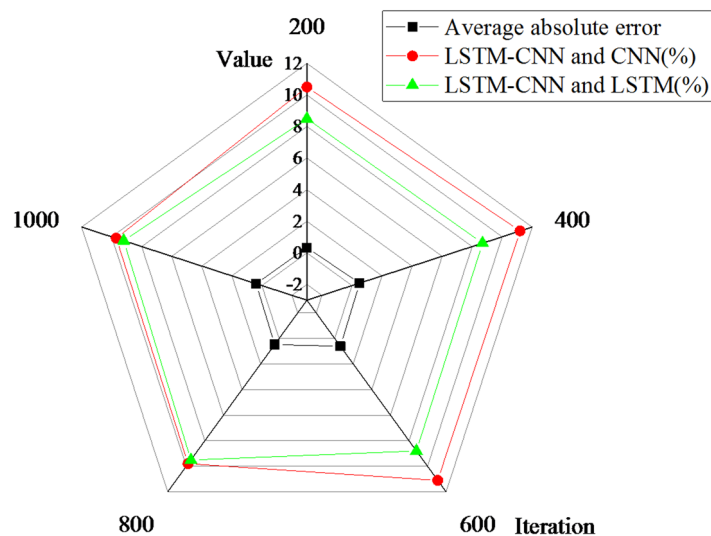 200
Average absolute error
LSTM-CNN and CNN(%)
LSTM-CNN and LSTM(%)
Value
12
10
8
6
4
2
0
-2
1000
400
800
600
Iteration